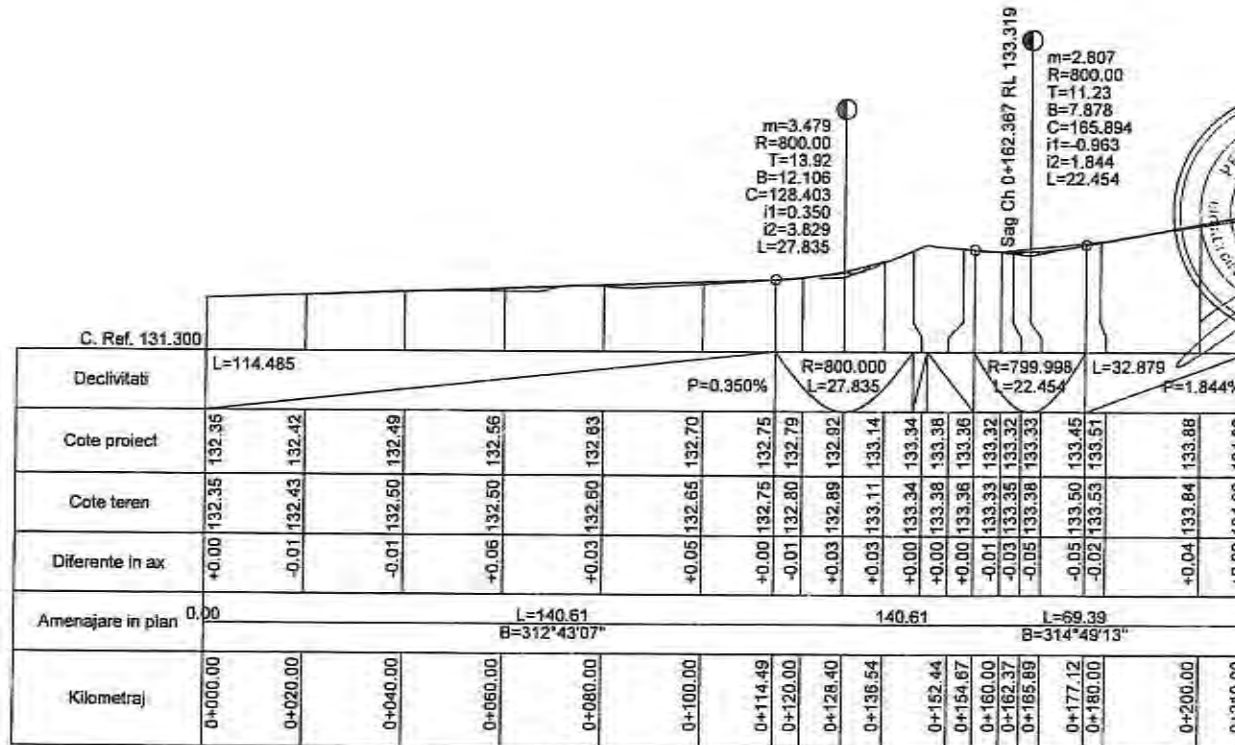 Sag Ch 0+162.367 RL 133.319
m=2.807
R=800.00
T=11.23
B=7.878
C=165.894
i1=-0.963
i2=1.844
L=22.454
m=3.479
R=800.00
T=13.92
B=12.106
C=128.403
i1=0.350
i2=3.829
L=27.835
C. Ref. 131.300
Declivitati
L=114.485
P=0.350%
R=800.000
L=27.835
R=799.998
L=22.454
L=32.879
P=1.844%
Cote proiect
132.35 132.42 132.49 132.56 132.63 132.70 132.75 132.79 132.92 133.14 133.34 133.38 133.36 133.32 133.32 133.33 133.45 133.51 133.88
Cote teren
132.35 132.43 132.50 132.50 132.60 132.65 132.75 132.80 132.89 133.11 133.34 133.38 133.36 133.33 133.35 133.38 133.50 133.53 133.84
Diferente in ax
+0.00 -0.01 -0.01 +0.06 +0.03 +0.05 +0.00 -0.01 +0.03 +0.03 +0.00 +0.00 +0.00 -0.01 -0.03 -0.05 -0.05 -0.02 +0.04
Amenajare in plan
0.00
L=140.61
B=312°43'07"
140.61
L=69.39
B=314°49'13"
Kilometraj
0+000.00 0+020.00 0+040.00 0+060.00 0+080.00 0+100.00 0+114.49 0+120.00 0+128.40 0+136.54 0+152.44 0+154.67 0+160.00 0+162.37 0+165.89 0+177.12 0+180.00 0+200.00